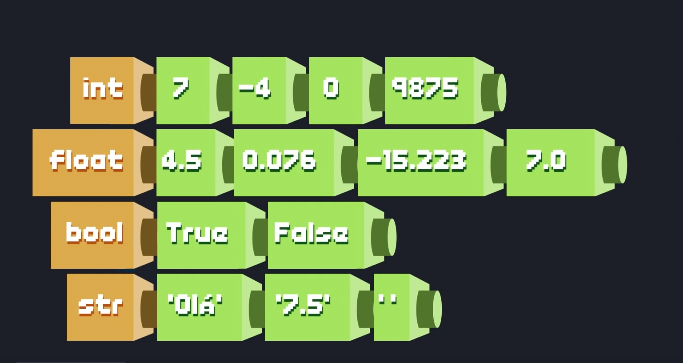 int 7 -4 0 9875
float 4.5 0.076 -15.223 7.0
bool True False
str 'Olá' '7.5' ''